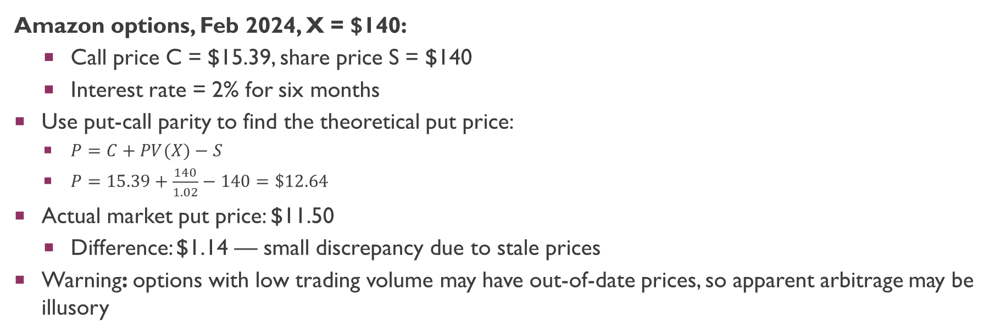 Amazon options, Feb 2024, X = $140:
▪ Call price C = $15.39, share price S = $140
▪ Interest rate = 2% for six months
▪ Use put-call parity to find the theoretical put price:
▪ P = C + PV(X) − S
▪ P = 15.39 + 140/1.02 − 140 = $12.64
▪ Actual market put price: $11.50
▪ Difference: $1.14 — small discrepancy due to stale prices
▪ Warning: options with low trading volume may have out-of-date prices, so apparent arbitrage may be
illusory